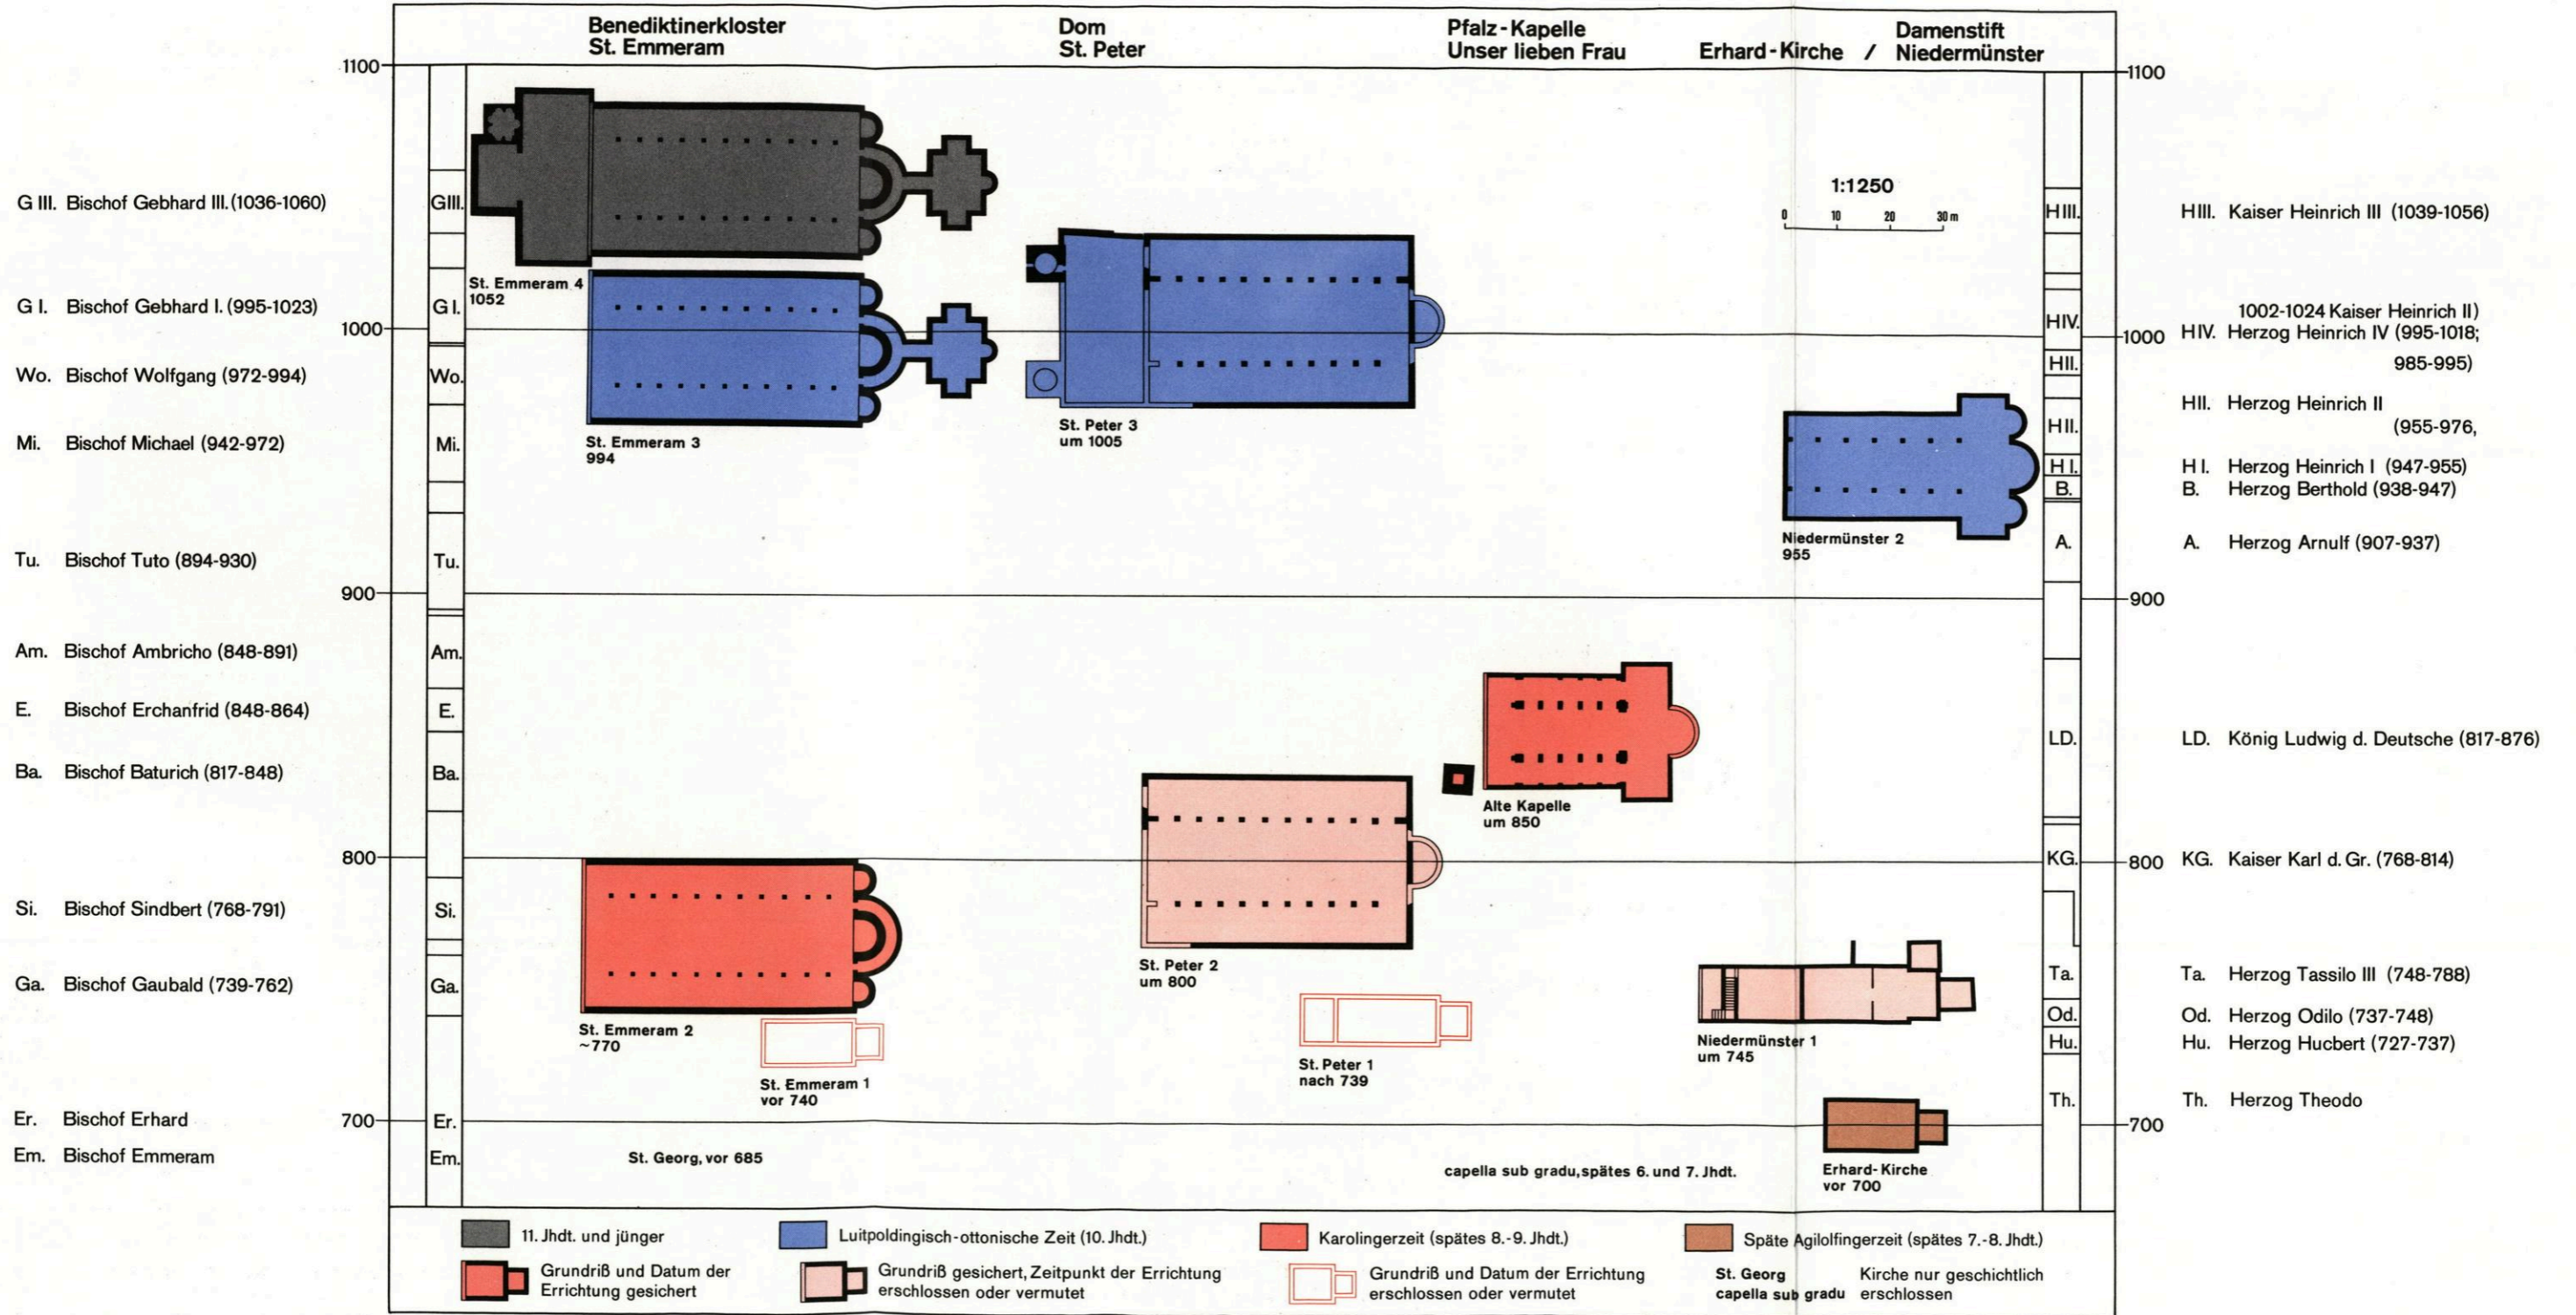 Benediktinerkloster
St. Emmeram
Dom
St. Peter
Pfalz-Kapelle
Unser lieben Frau
Erhard-Kirche / Damenstift
Niedermünster
1100
1100
G III. Bischof Gebhard III.(1036-1060)
GIII.
1:1250
0 10 20 30 m
HIII.
HIII. Kaiser Heinrich III (1039-1056)
St. Emmeram 4
1052
G I. Bischof Gebhard I. (995-1023)
G I.
1000
HIV.
1000
1002-1024 Kaiser Heinrich II)
HIV. Herzog Heinrich IV (995-1018;
Wo. Bischof Wolfgang (972-994)
Wo.
HII.
985-995)
HII. Herzog Heinrich II
(955-976,
St. Peter 3
um 1005
HII.
Mi. Bischof Michael (942-972)
Mi.
St. Emmeram 3
994
H I.
H I. Herzog Heinrich I (947-955)
B.
B. Herzog Berthold (938-947)
Niedermünster 2
955
A.
A. Herzog Arnulf (907-937)
Tu. Bischof Tuto (894-930)
Tu.
900
900
Am. Bischof Ambricho (848-891)
Am.
E. Bischof Erchanfrid (848-864)
E.
LD.
LD. König Ludwig d. Deutsche (817-876)
Ba. Bischof Baturich (817-848)
Ba.
Alte Kapelle
um 850
800
KG.
800
KG. Kaiser Karl d. Gr. (768-814)
Si. Bischof Sindbert (768-791)
Si.
St. Peter 2
um 800
Ta.
Ta. Herzog Tassilo III (748-788)
Ga. Bischof Gaubald (739-762)
Ga.
Od.
Od. Herzog Odilo (737-748)
St. Emmeram 2
~770
Niedermünster 1
um 745
Hu.
Hu. Herzog Hucbert (727-737)
St. Peter 1
nach 739
St. Emmeram 1
vor 740
Th.
Th. Herzog Theodo
Er. Bischof Erhard
700
Er.
700
Em. Bischof Emmeram
Em.
St. Georg, vor 685
capella sub gradu, spätes 6. und 7. Jhdt.
Erhard-Kirche
vor 700
11. Jhdt. und jünger
Luitpoldingisch-ottonische Zeit (10. Jhdt.)
Karolingerzeit (spätes 8.-9. Jhdt.)
Späte Agilolfingerzeit (spätes 7.-8. Jhdt.)
Grundriß und Datum der
Errichtung gesichert
Grundriß gesichert, Zeitpunkt der Errichtung
erschlossen oder vermutet
Grundriß und Datum der Errichtung
erschlossen oder vermutet
St. Georg
capella sub gradu
Kirche nur geschichtlich
erschlossen